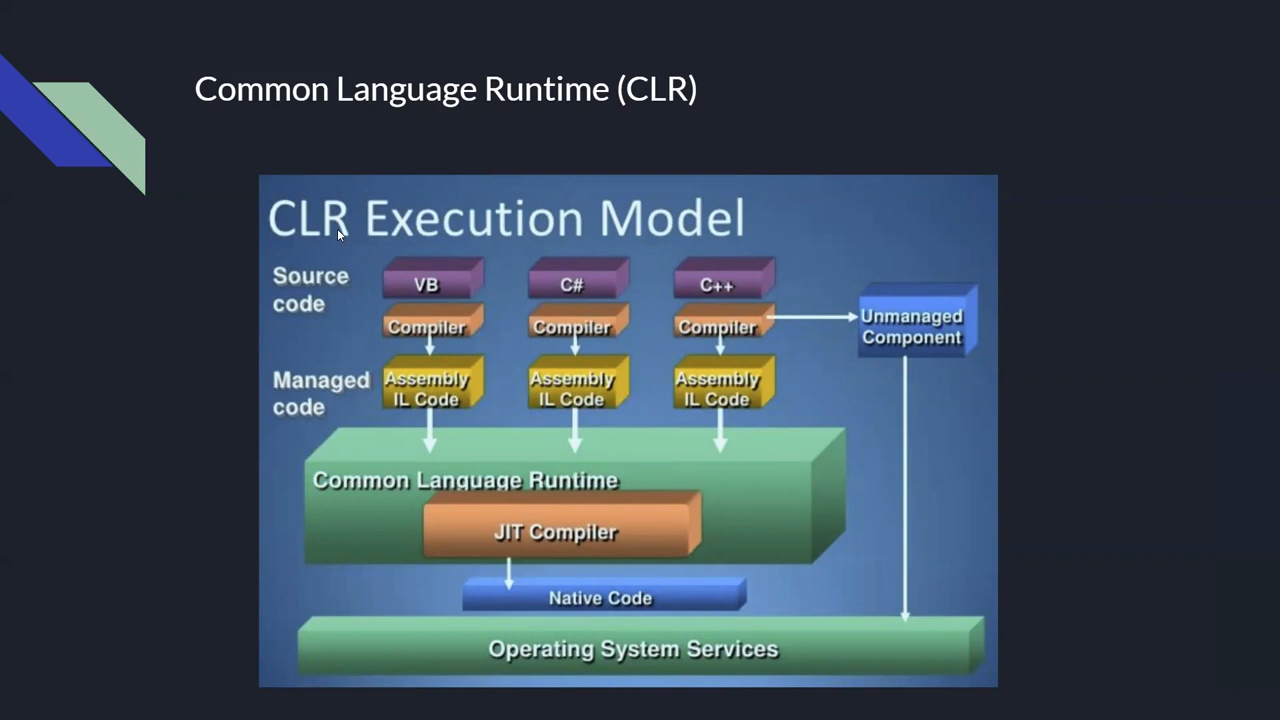 Common Language Runtime (CLR)
CLR Execution Model
Source
code
VB
C#
C++
Compiler
Compiler
Compiler
Unmanaged
Component
Managed
code
Assembly
IL Code
Assembly
IL Code
Assembly
IL Code
Common Language Runtime
JIT Compiler
Native Code
Operating System Services